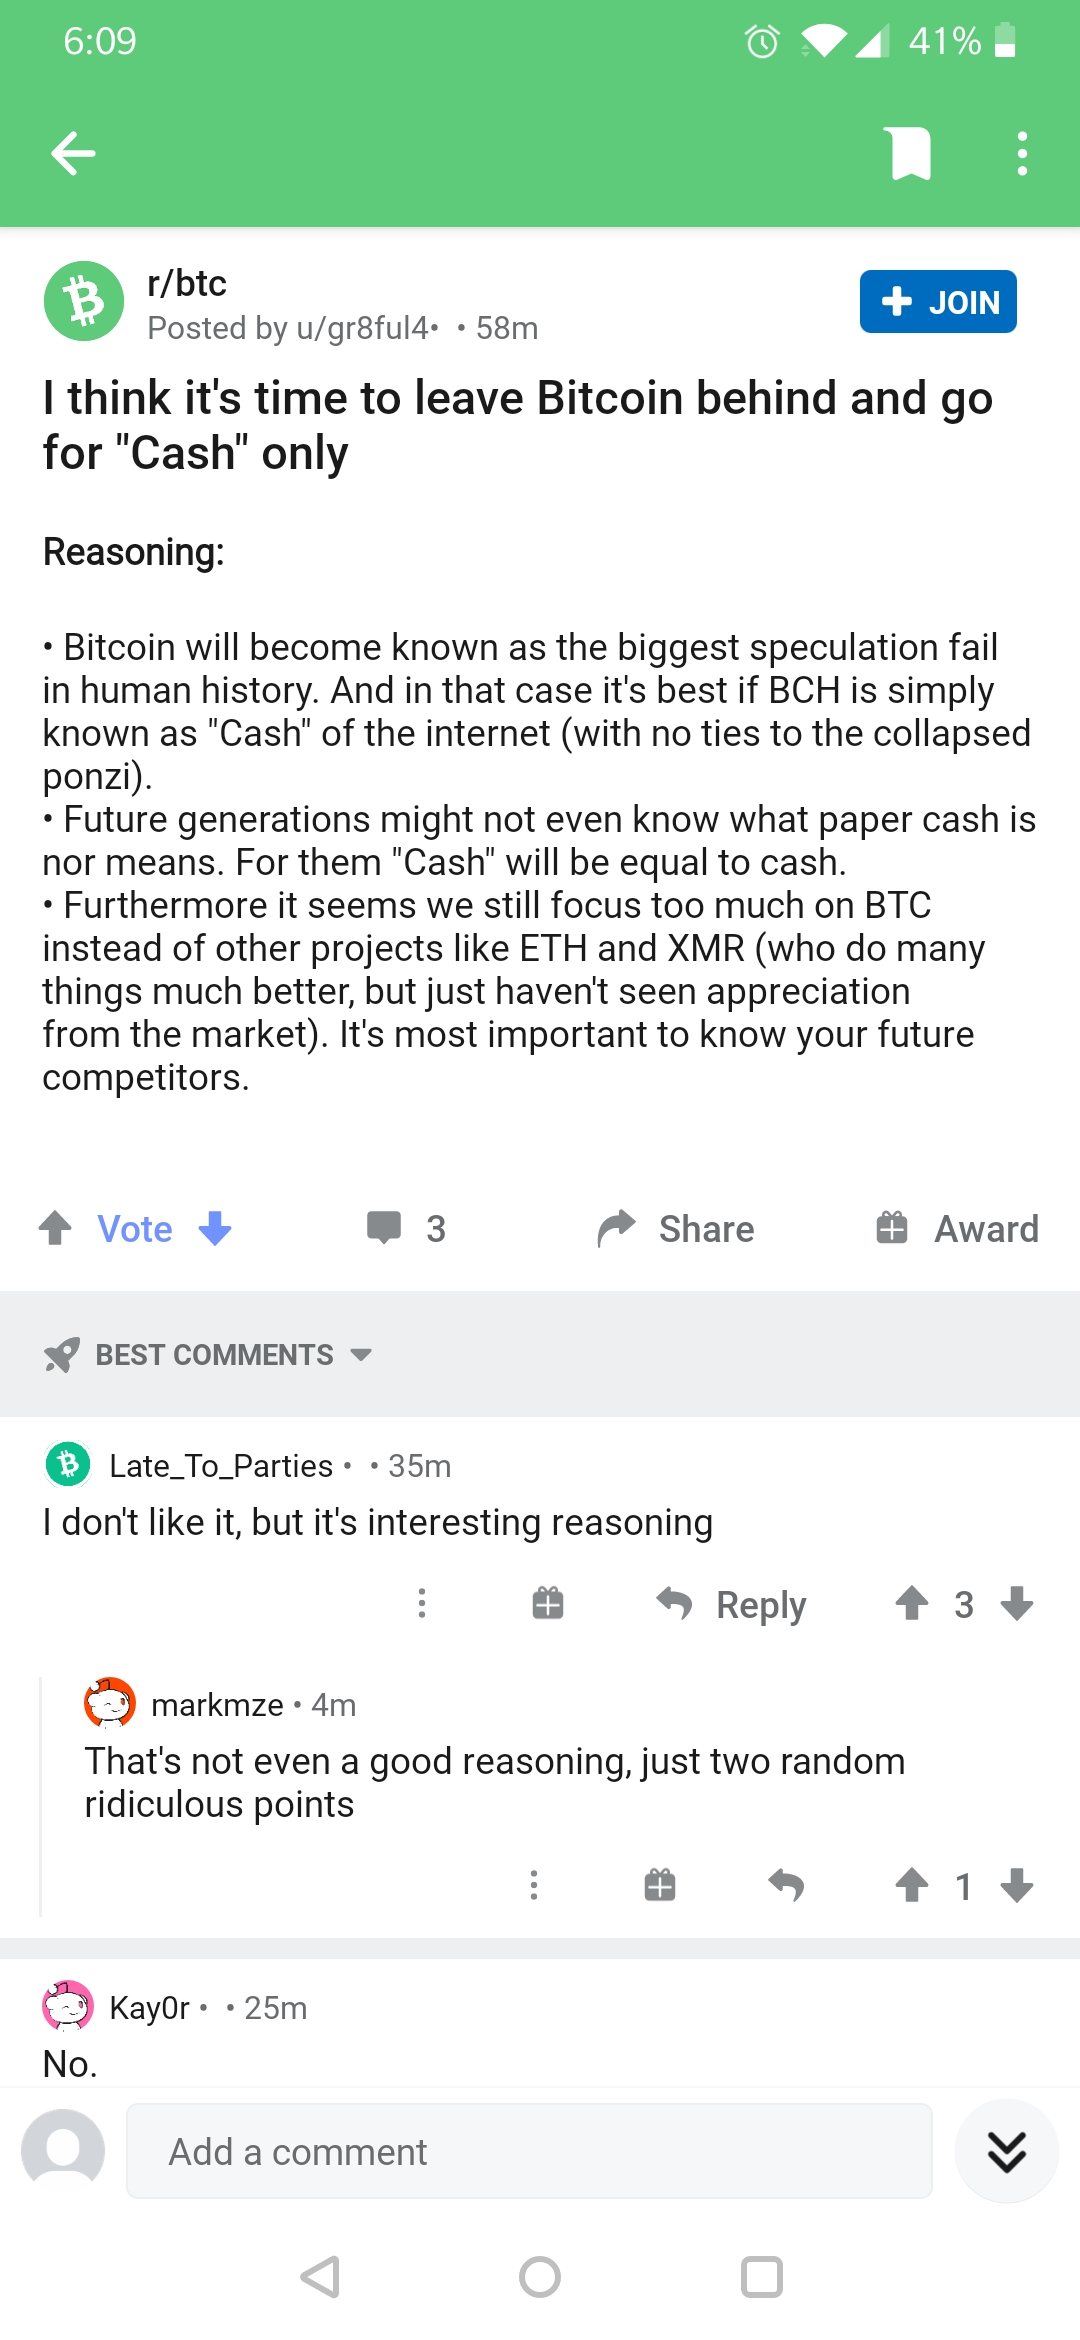 6:09
41%
r/btc
Posted by u/gr8ful4• • 58m
+ JOIN
I think it's time to leave Bitcoin behind and go
for "Cash" only
Reasoning:
• Bitcoin will become known as the biggest speculation fail
in human history. And in that case it's best if BCH is simply
known as "Cash" of the internet (with no ties to the collapsed
ponzi).
• Future generations might not even know what paper cash is
nor means. For them "Cash" will be equal to cash.
• Furthermore it seems we still focus too much on BTC
instead of other projects like ETH and XMR (who do many
things much better, but just haven't seen appreciation
from the market). It's most important to know your future
competitors.
Vote 3 Share Award
BEST COMMENTS
Late_To_Parties • • 35m
I don't like it, but it's interesting reasoning
Reply 3
markmze • 4m
That's not even a good reasoning, just two random
ridiculous points
1
Kay0r • • 25m
No.
Add a comment